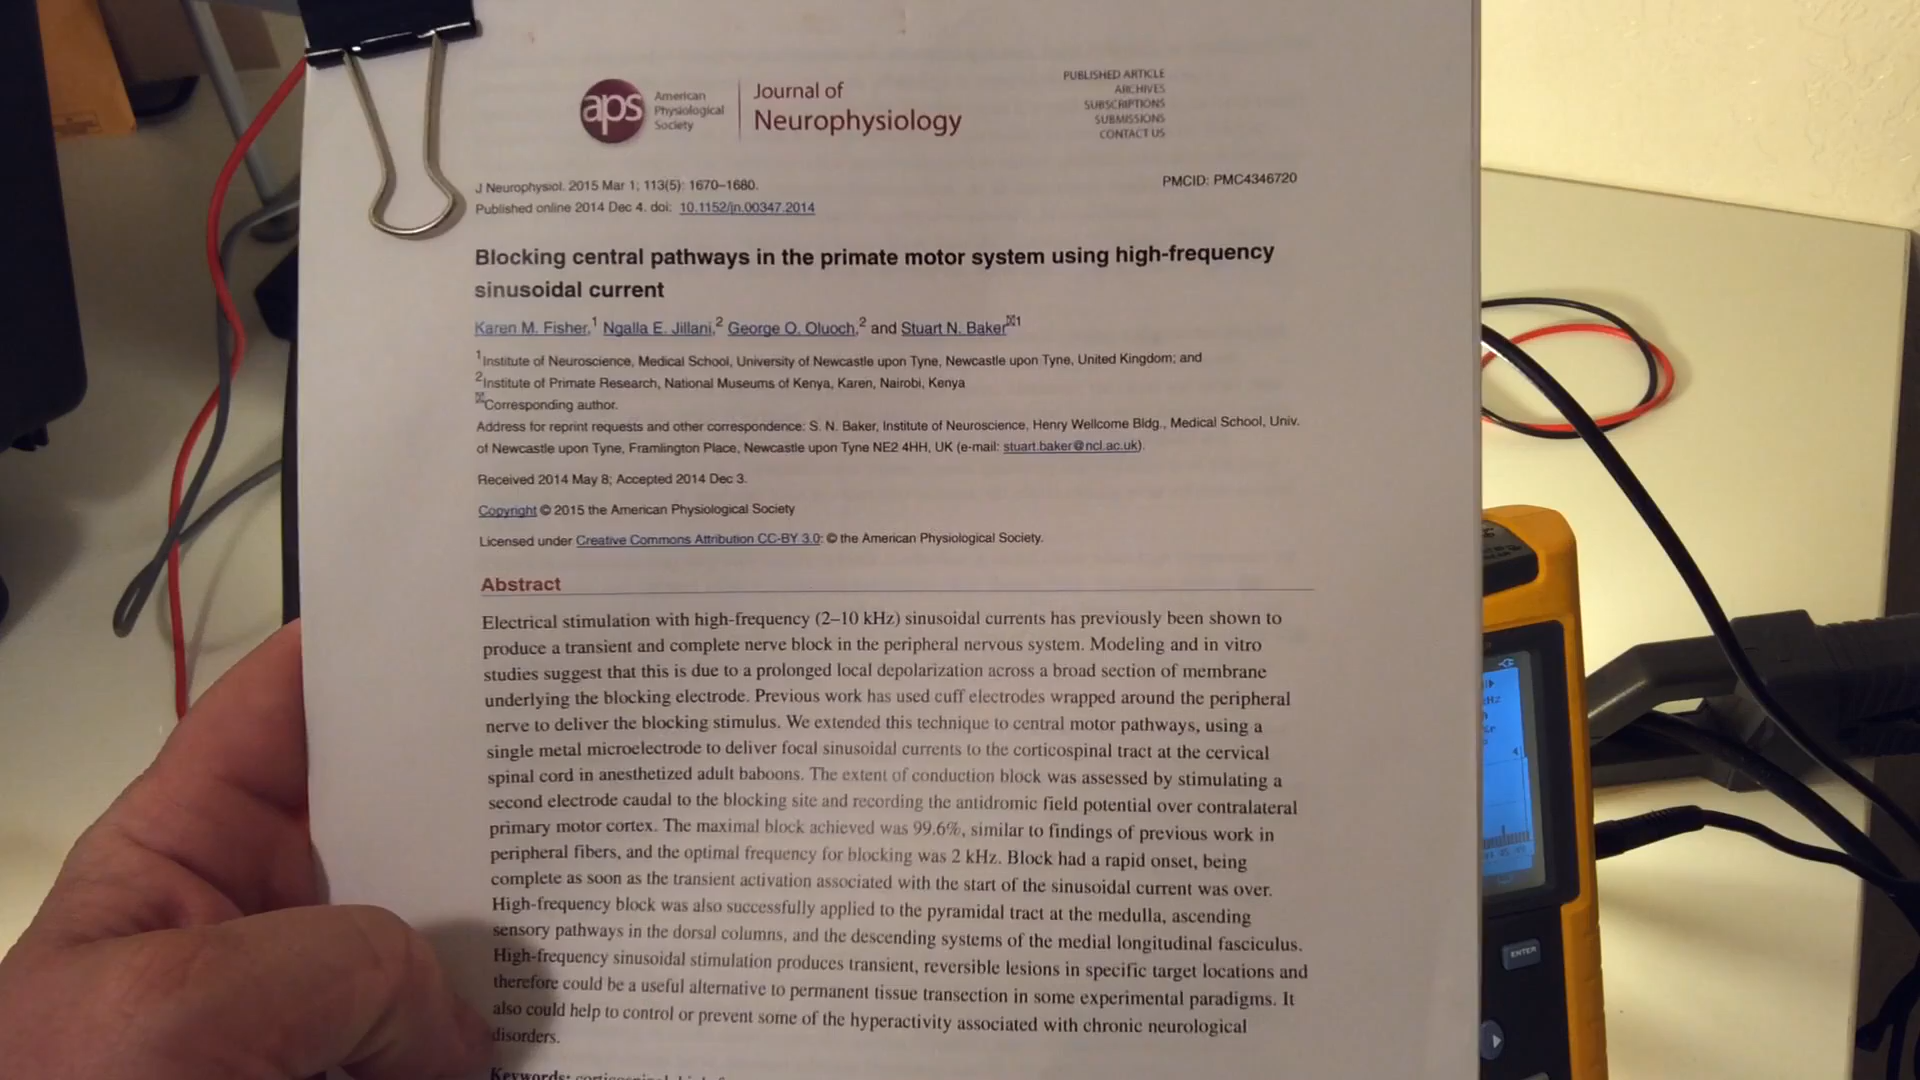 aps
American
Physiological
Society
Journal of
Neurophysiology
PUBLISHED ARTICLE
ARCHIVES
SUBSCRIPTIONS
SUBMISSIONS
CONTACT US
J Neurophysiol. 2015 Mar 1; 113(5): 1670–1680.
PMCID: PMC4346720
Published online 2014 Dec 4. doi: 10.1152/jn.00347.2014
Blocking central pathways in the primate motor system using high-frequency
sinusoidal current
Karen M. Fisher,1 Ngalla E. Jillani,2 George O. Oluoch,2 and Stuart N. Baker✉1
1Institute of Neuroscience, Medical School, University of Newcastle upon Tyne, Newcastle upon Tyne, United Kingdom; and
2Institute of Primate Research, National Museums of Kenya, Karen, Nairobi, Kenya
✉Corresponding author.
Address for reprint requests and other correspondence: S. N. Baker, Institute of Neuroscience, Henry Wellcome Bldg., Medical School, Univ.
of Newcastle upon Tyne, Framlington Place, Newcastle upon Tyne NE2 4HH, UK (e-mail: stuart.baker@ncl.ac.uk).
Received 2014 May 8; Accepted 2014 Dec 3.
Copyright © 2015 the American Physiological Society
Licensed under Creative Commons Attribution CC-BY 3.0: © the American Physiological Society.
Abstract
Electrical stimulation with high-frequency (2–10 kHz) sinusoidal currents has previously been shown to
produce a transient and complete nerve block in the peripheral nervous system. Modeling and in vitro
studies suggest that this is due to a prolonged local depolarization across a broad section of membrane
underlying the blocking electrode. Previous work has used cuff electrodes wrapped around the peripheral
nerve to deliver the blocking stimulus. We extended this technique to central motor pathways, using a
single metal microelectrode to deliver focal sinusoidal currents to the corticospinal tract at the cervical
spinal cord in anesthetized adult baboons. The extent of conduction block was assessed by stimulating a
second electrode caudal to the blocking site and recording the antidromic field potential over contralateral
primary motor cortex. The maximal block achieved was 99.6%, similar to findings of previous work in
peripheral fibers, and the optimal frequency for blocking was 2 kHz. Block had a rapid onset, being
complete as soon as the transient activation associated with the start of the sinusoidal current was over.
High-frequency block was also successfully applied to the pyramidal tract at the medulla, ascending
sensory pathways in the dorsal columns, and the descending systems of the medial longitudinal fasciculus.
High-frequency sinusoidal stimulation produces transient, reversible lesions in specific target locations and
therefore could be a useful alternative to permanent tissue transection in some experimental paradigms. It
also could help to control or prevent some of the hyperactivity associated with chronic neurological
disorders.
Keywords:
ENTER